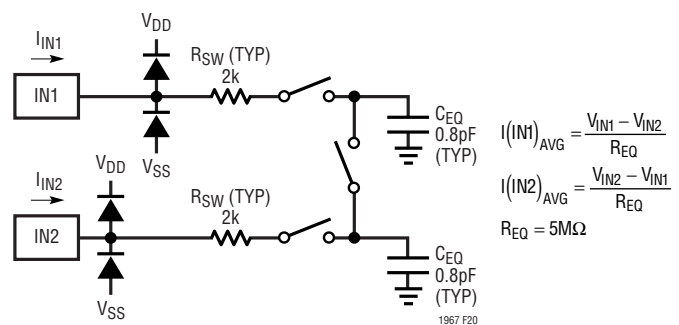 V_DD
I_IN1
R_SW (TYP)
2k
IN1
C_EQ
0.8pF
(TYP)
V_SS
I(IN1)_AVG = (V_IN1 – V_IN2) / R_EQ
I_IN2
V_DD
R_SW (TYP)
2k
I(IN2)_AVG = (V_IN2 – V_IN1) / R_EQ
IN2
R_EQ = 5MΩ
C_EQ
0.8pF
(TYP)
V_SS
1967 F20